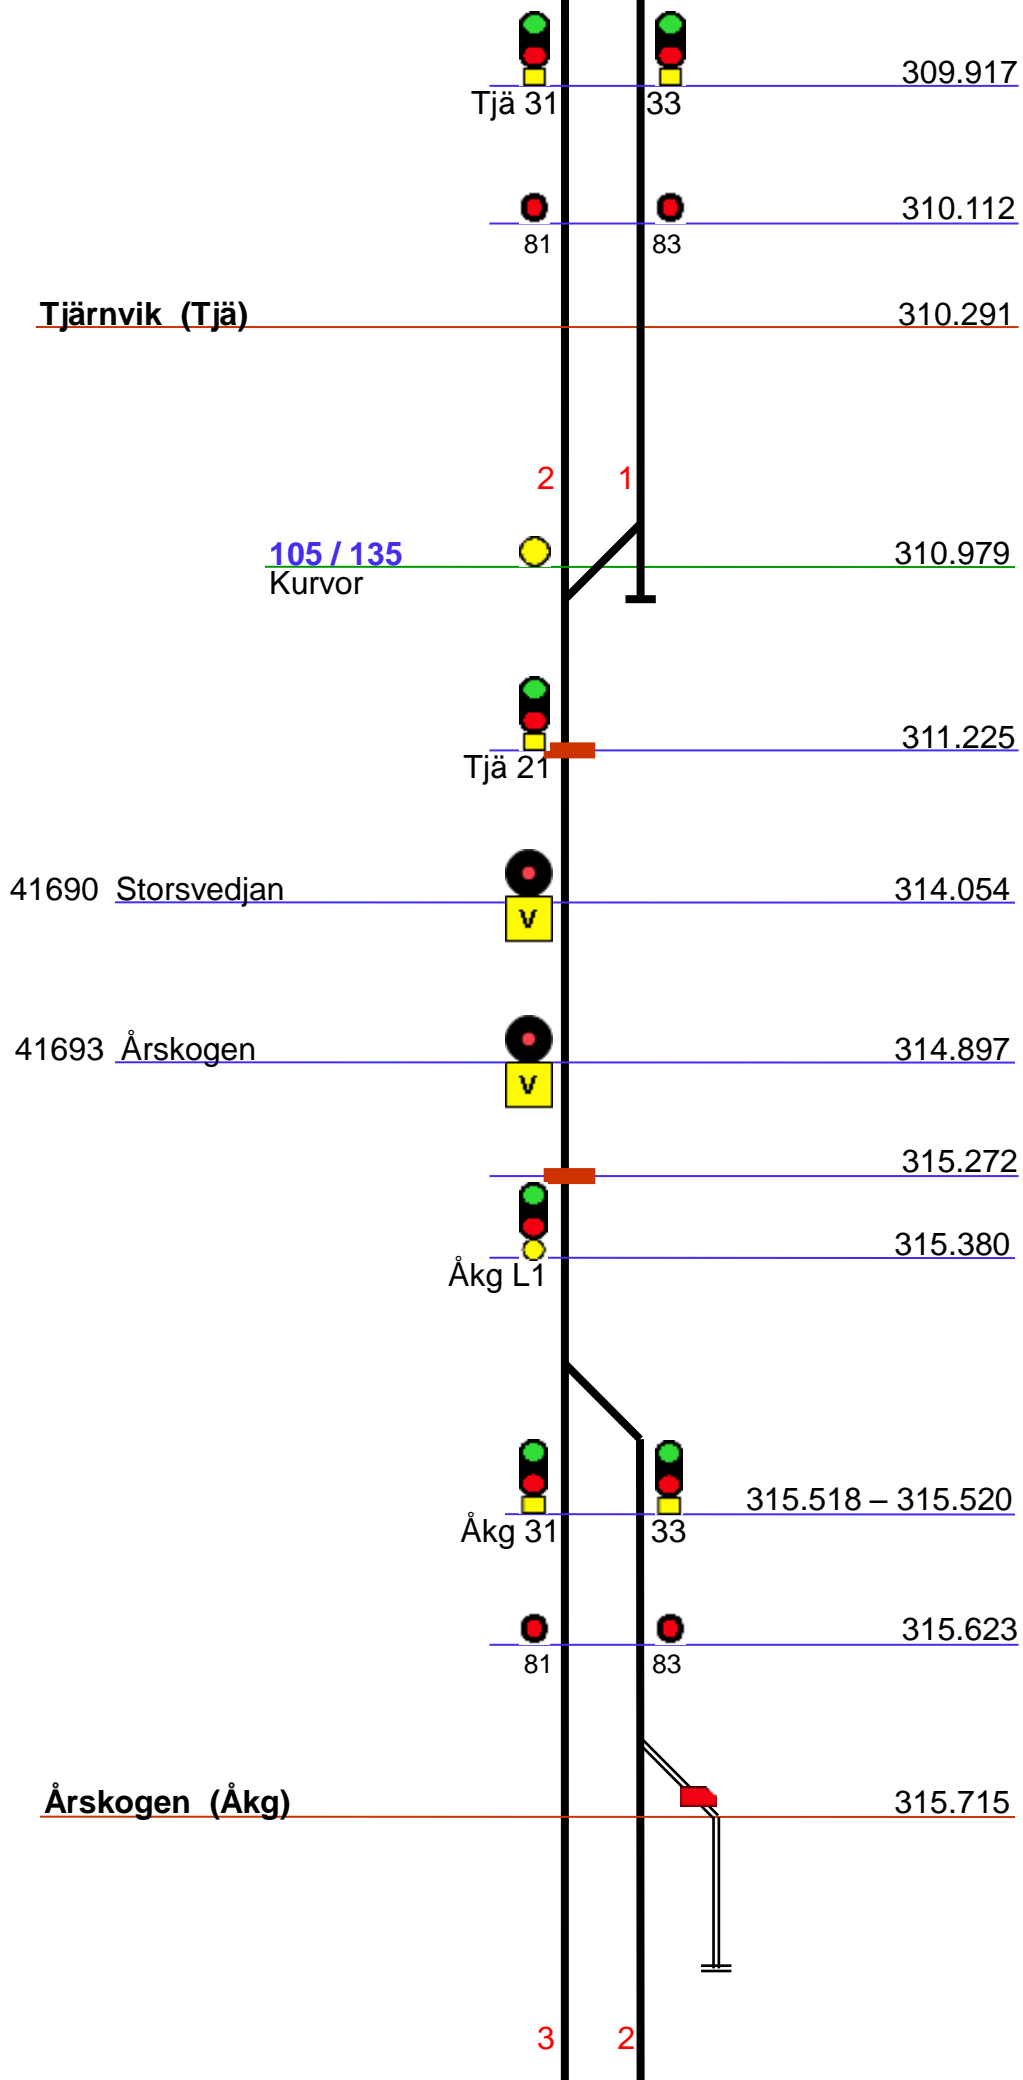 309.917
Tjä 31 33
310.112
81 83
Tjärnvik (Tjä) 310.291
2 1
105 / 135 310.979
Kurvor
311.225
Tjä 21
41690 Storsvedjan 314.054
V
41693 Årskogen 314.897
V
315.272
315.380
Åkg L1
315.518 – 315.520
Åkg 31 33
315.623
81 83
Årskogen (Åkg) 315.715
3 2